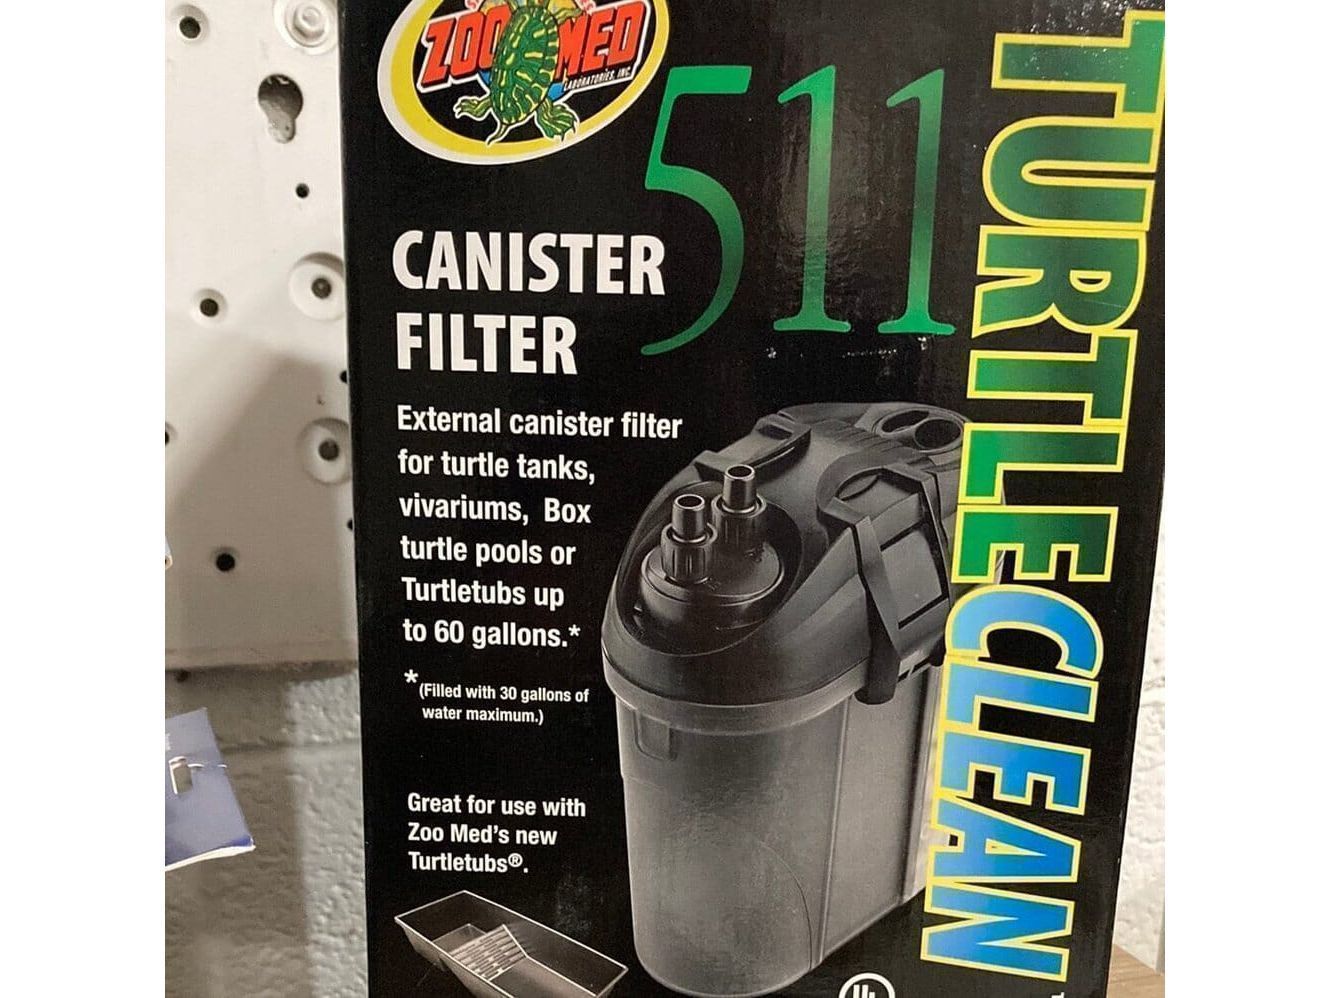 ZOO MED
LABORATORIES, INC.
511
TURTLECLEAN
CANISTER
FILTER
External canister filter
for turtle tanks,
vivariums, Box
turtle pools or
Turtletubs up
to 60 gallons.*
*
(Filled with 30 gallons of
water maximum.)
Great for use with
Zoo Med's new
Turtletubs®.
UL